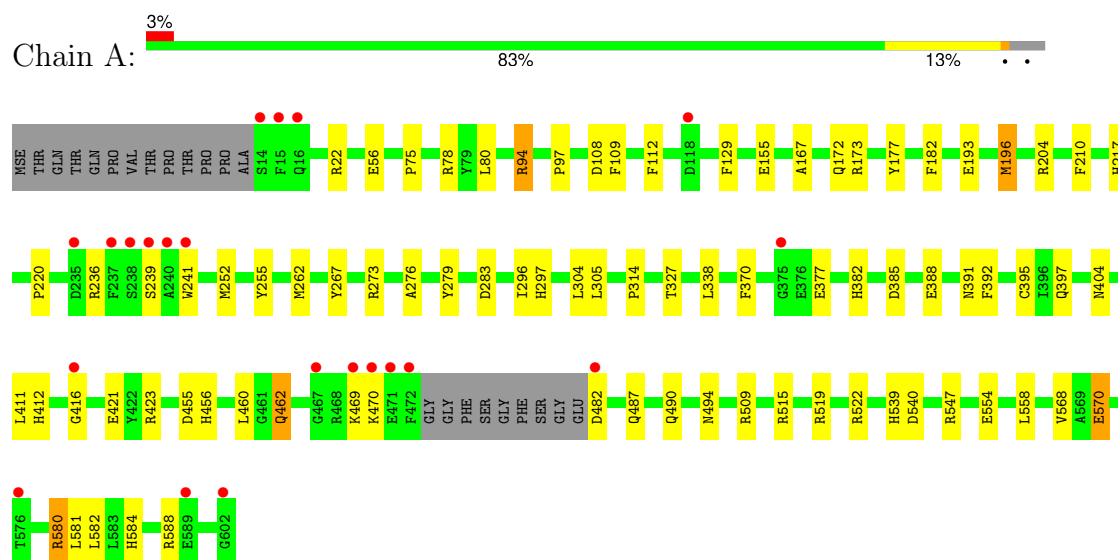 3%
Chain A:
83% 13% • •
MSE THR GLN THR GLN PRO VAL THR PRO THR PRO PRO ALA S14 F15 Q16 R22 E56 P75 R78 Y79 L80 R94 P97 D108 F109 F112 D118 F129 E155 A167 Q172 R173 Y177 F182 E193 M196 R204 F210 H217
P220 D235 R236 F237 S238 S239 A240 W241 M252 Y255 M262 Y267 R273 A276 Y279 D283 I296 H297 L304 L305 P314 T327 L338 F370 G375 E376 E377 H382 D385 E388 N391 F392 C395 I396 Q397 N404
L411 H412 G416 E421 Y422 R423 D455 H456 L460 G461 Q462 G467 R468 K469 K470 E471 F472 GLY GLY PHE SER GLY PHE SER GLY GLU D482 Q487 Q490 N494 R509 R515 R519 R522 H539 D540 R547 E554 L558 V568 A569 E570
T576 R580 L581 L582 L583 H584 R588 E589 G602